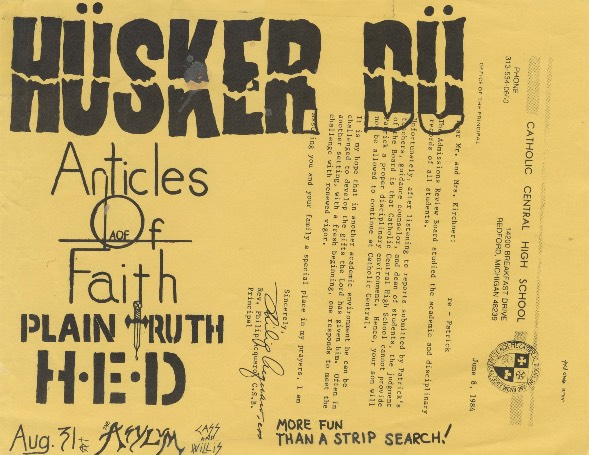 HÜSKER DÜ
Articles
Of
AOF
Faith
PLAIN TRUTH
H·E·D
Aug. 31 at
the ASYLUM
CASS AND
WILLIS
MORE FUN
THAN A STRIP SEARCH!
PHONE
CATHOLIC CENTRAL HIGH SCHOOL
14200 BREAKFAST DRIVE
REDFORD, MICHIGAN 48239
OFFICE OF THE PRINCIPAL
June 8, 1984
re - Patrick
Mr. and Mrs. Kirchner:
The Admissions Review Board studied the academic and disciplinary
records of all students.
Unfortunately, after listening to reports submitted by Patrick's
teachers, guidance counselor, and dean of students, the judgment
of the Board is that Catholic Central High School cannot provide
Patrick a proper disciplinary environment. Hence, your son will
not be allowed to continue at Catholic Central.
It is my hope that in another academic environment he can be
challenged to develop the gifts the Lord has given him. Often in
another setting, with a fresh beginning, one responds to meet the
challenge with renewed vigor.
you and your family a special place in my prayers, I am
Sincerely,
Rev. Philip Acquaro, C.S.B.
Principal